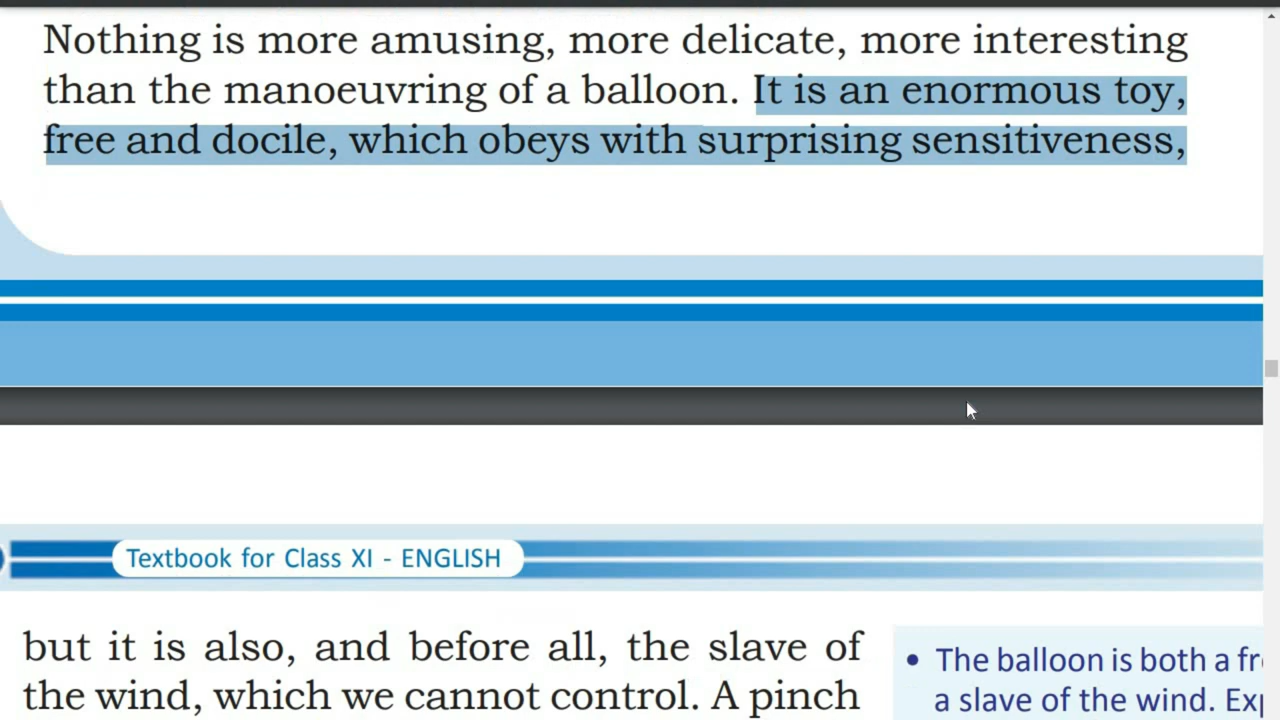 Nothing is more amusing, more delicate, more interesting
than the manoeuvring of a balloon. It is an enormous toy,
free and docile, which obeys with surprising sensitiveness,
Textbook for Class XI - ENGLISH
but it is also, and before all, the slave of
the wind, which we cannot control. A pinch
• The balloon is both a
a slave of the wind.